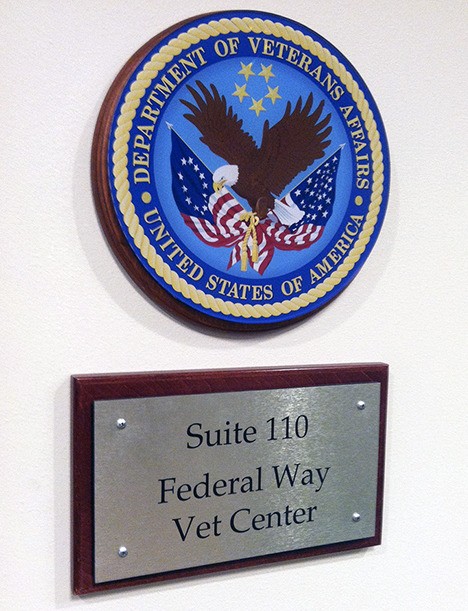 DEPARTMENT OF VETERANS AFFAIRS
UNITED STATES OF AMERICA
Suite 110
Federal Way
Vet Center